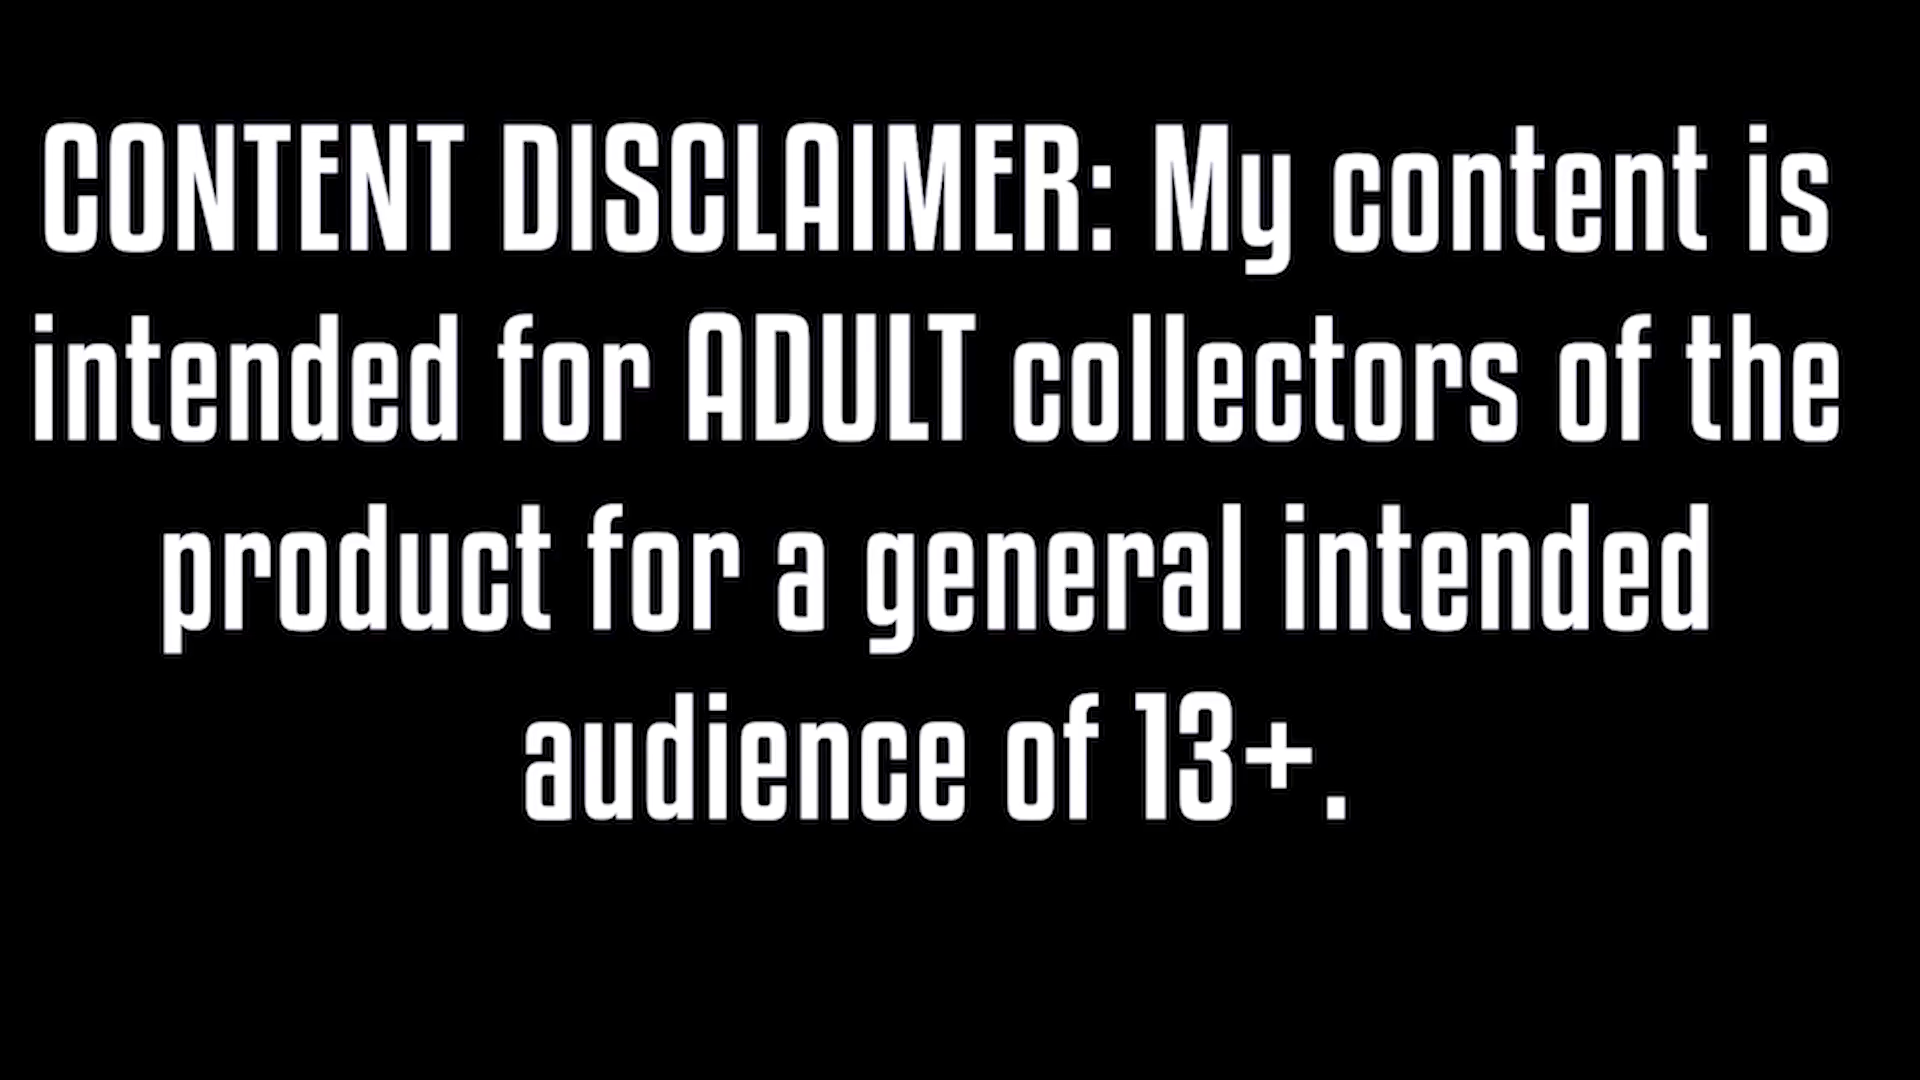 CONTENT DISCLAIMER: My content is
intended for ADULT collectors of the
product for a general intended
audience of 13+.